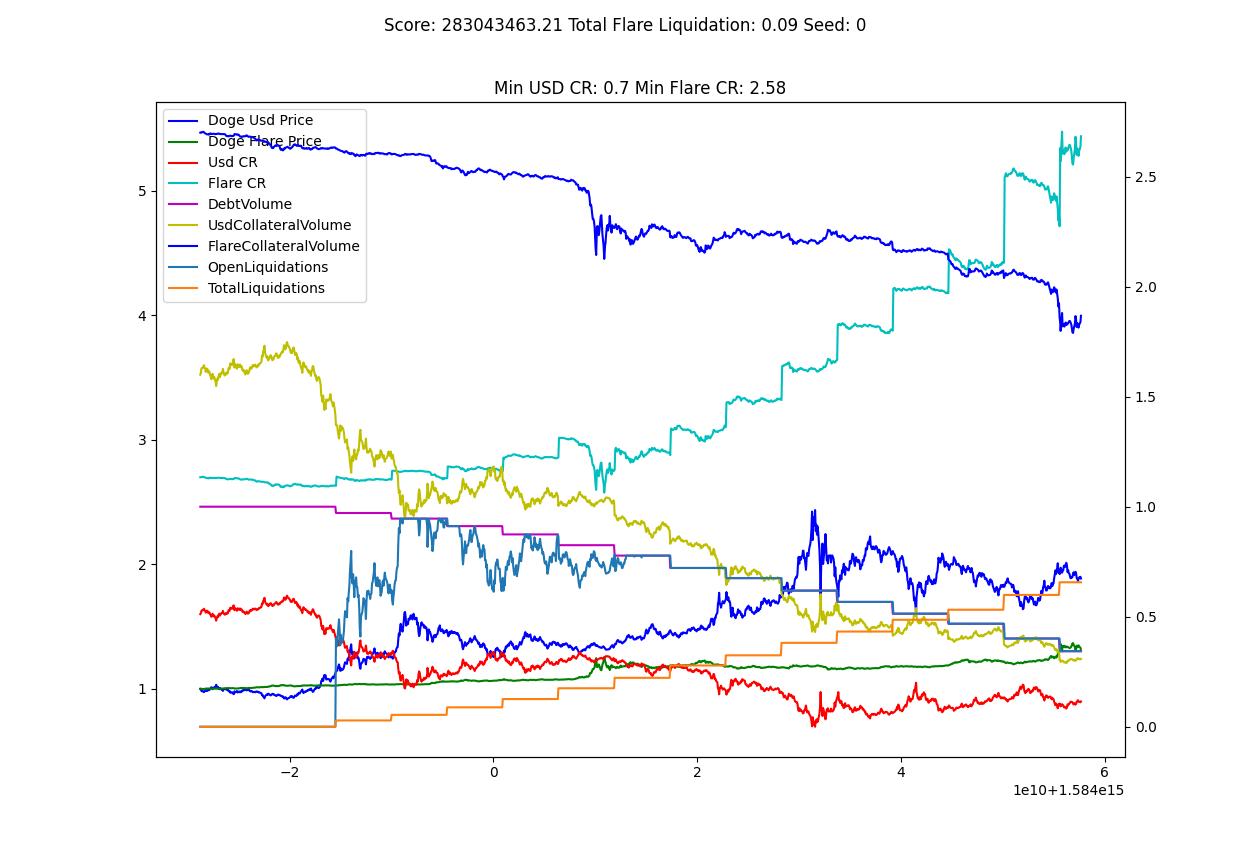 Score: 283043463.21 Total Flare Liquidation: 0.09 Seed: 0
Min USD CR: 0.7 Min Flare CR: 2.58
Doge Usd Price
Doge Flare Price
Usd CR
Flare CR
DebtVolume
UsdCollateralVolume
FlareCollateralVolume
OpenLiquidations
TotalLiquidations
5
4
3
2
1
2.5
2.0
1.5
1.0
0.5
0.0
−2
0
2
4
6
1e10+1.584e15